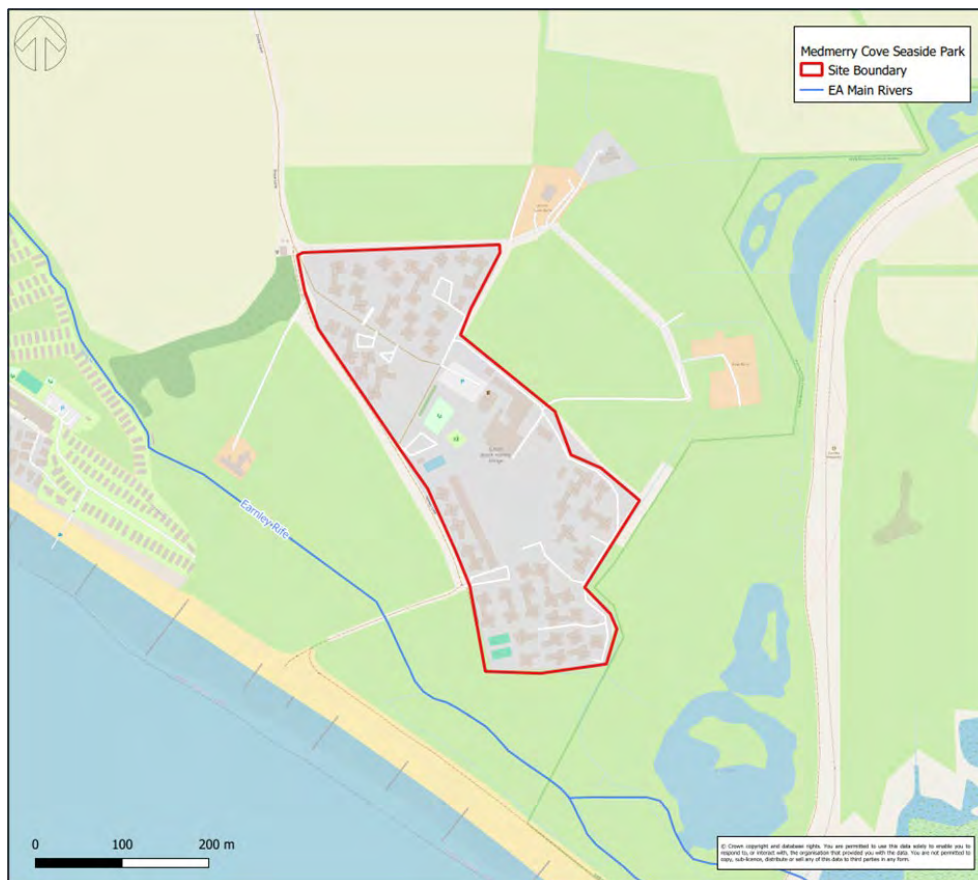 Medmerry Cove Seaside Park
Site Boundary
EA Main Rivers
Earnley Rife
0 100 200 m
© Crown copyright and database rights. You are permitted to use this data solely to enable you to
respond to, or interact with, the organisation that provided you with the data. You are not permitted to
copy, sub-licence, distribute or sell any of this data to third parties in any form.